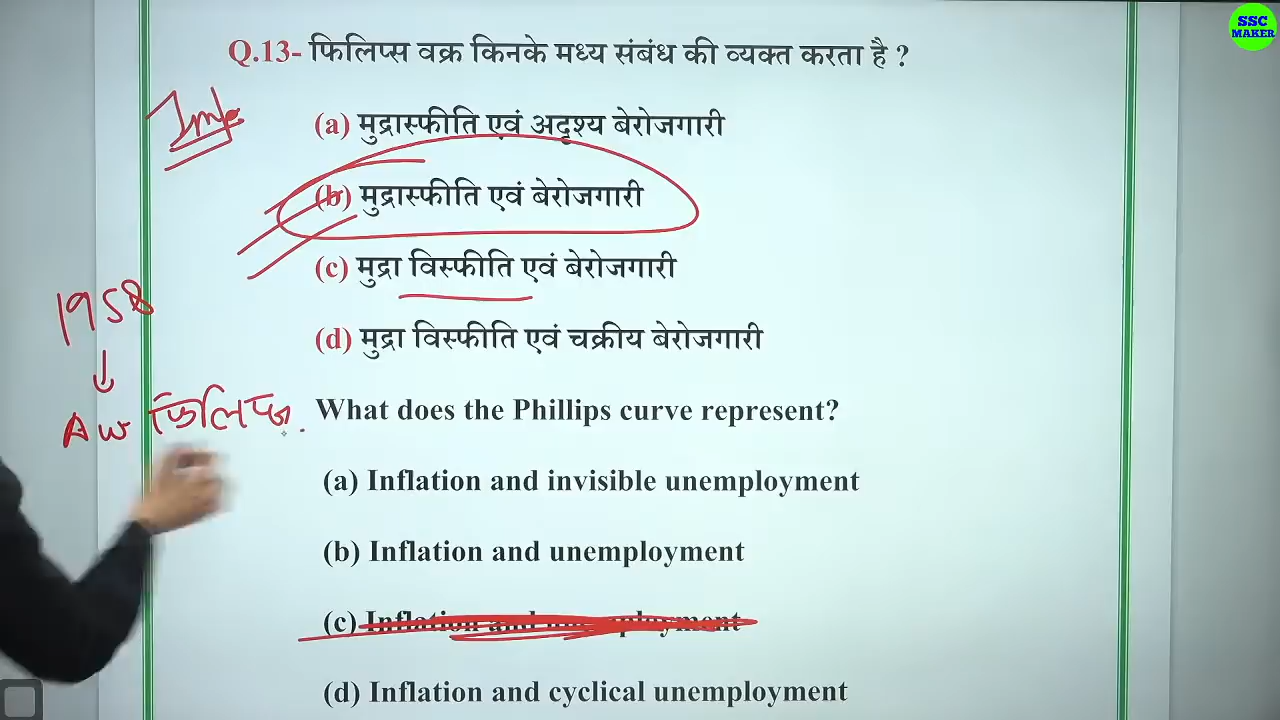 SSC
MAKER
Q.13- फिलिप्स वक्र किनके मध्य संबंध की व्यक्त करता है ?
Imp
(a) मुद्रास्फीति एवं अदृश्य बेरोजगारी
(b) मुद्रास्फीति एवं बेरोजगारी
(c) मुद्रा विस्फीति एवं बेरोजगारी
(d) मुद्रा विस्फीति एवं चक्रीय बेरोजगारी
1958
AW फिलिप्स
What does the Phillips curve represent?
(a) Inflation and invisible unemployment
(b) Inflation and unemployment
(c) Inflation and unemployment
(d) Inflation and cyclical unemployment